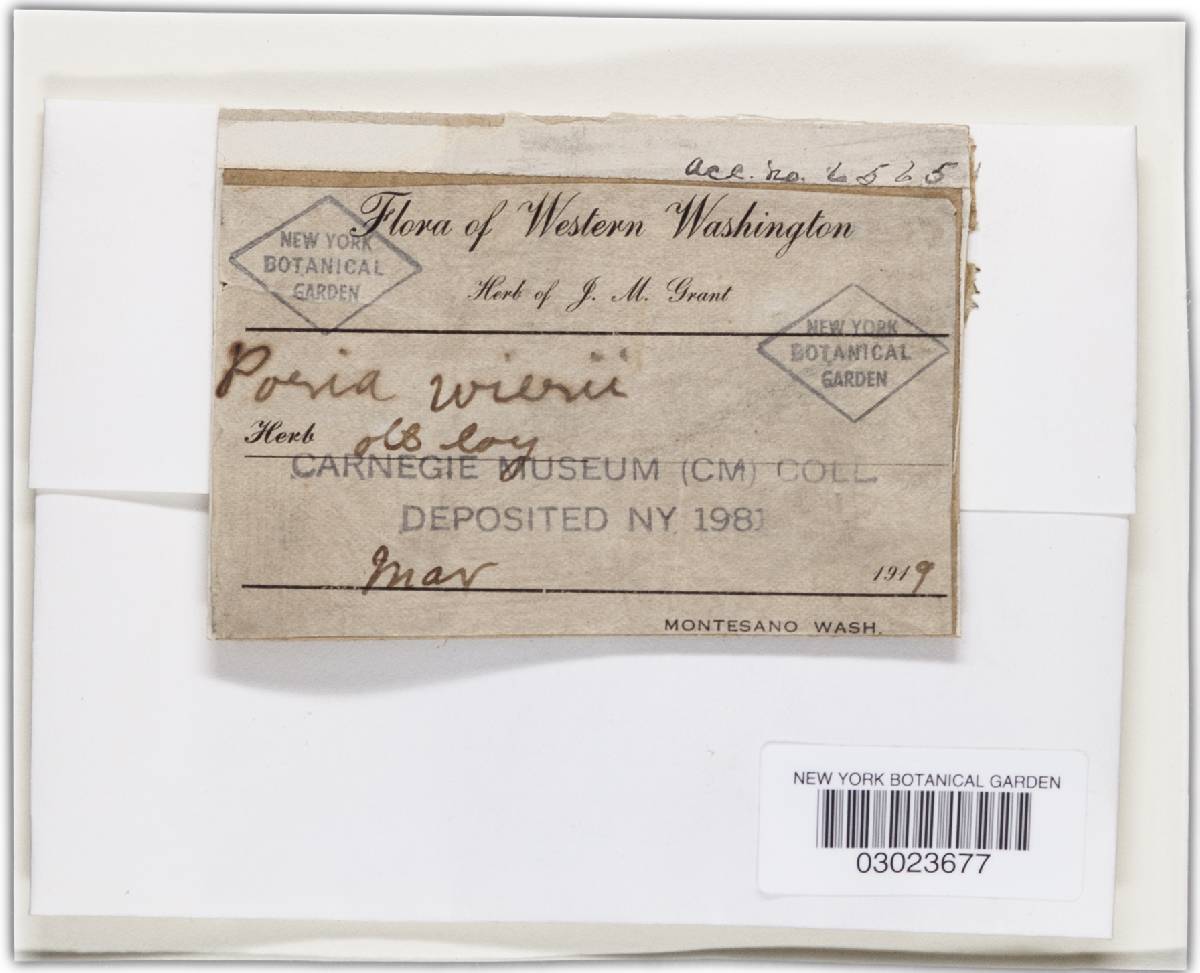 acc. no. 6565
Flora of Western Washington
NEW YORK
BOTANICAL
GARDEN
Herb of J. M. Grant
NEW YORK
BOTANICAL
GARDEN
Poria wierii
Herb old log
CARNEGIE MUSEUM (CM) COLL.
DEPOSITED NY 1981
Mar 1919
MONTESANO WASH.
NEW YORK BOTANICAL GARDEN
03023677